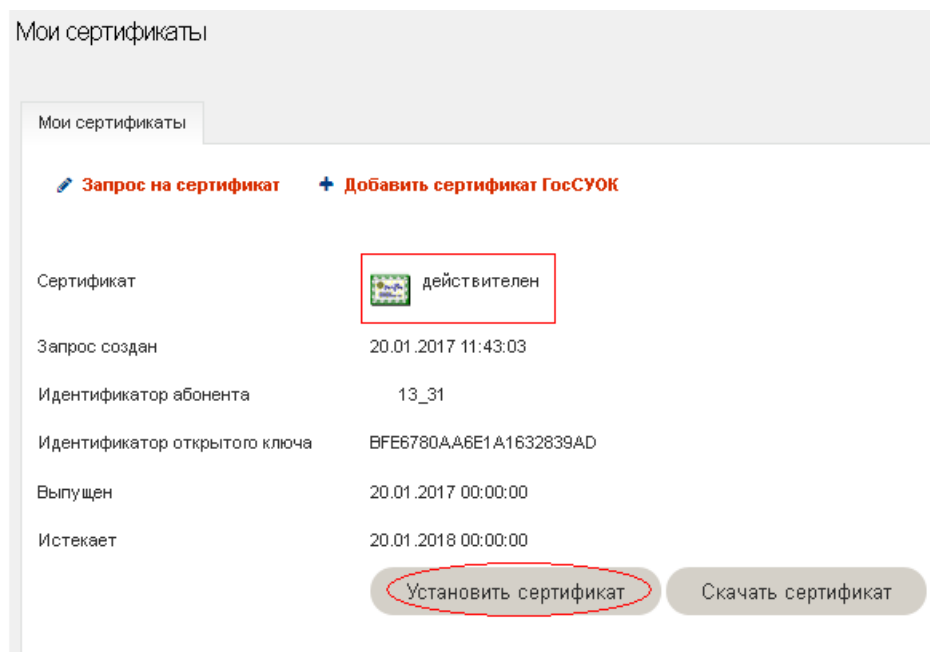 Мои сертификаты
Мои сертификаты
Запрос на сертификат Добавить сертификат ГосСУОК
Сертификат действителен
Запрос создан 20.01.2017 11:43:03
Идентификатор абонента 13_31
Идентификатор открытого ключа BFE6780AA6E1A1632839AD
Выпущен 20.01.2017 00:00:00
Истекает 20.01.2018 00:00:00
Установить сертификат Скачать сертификат